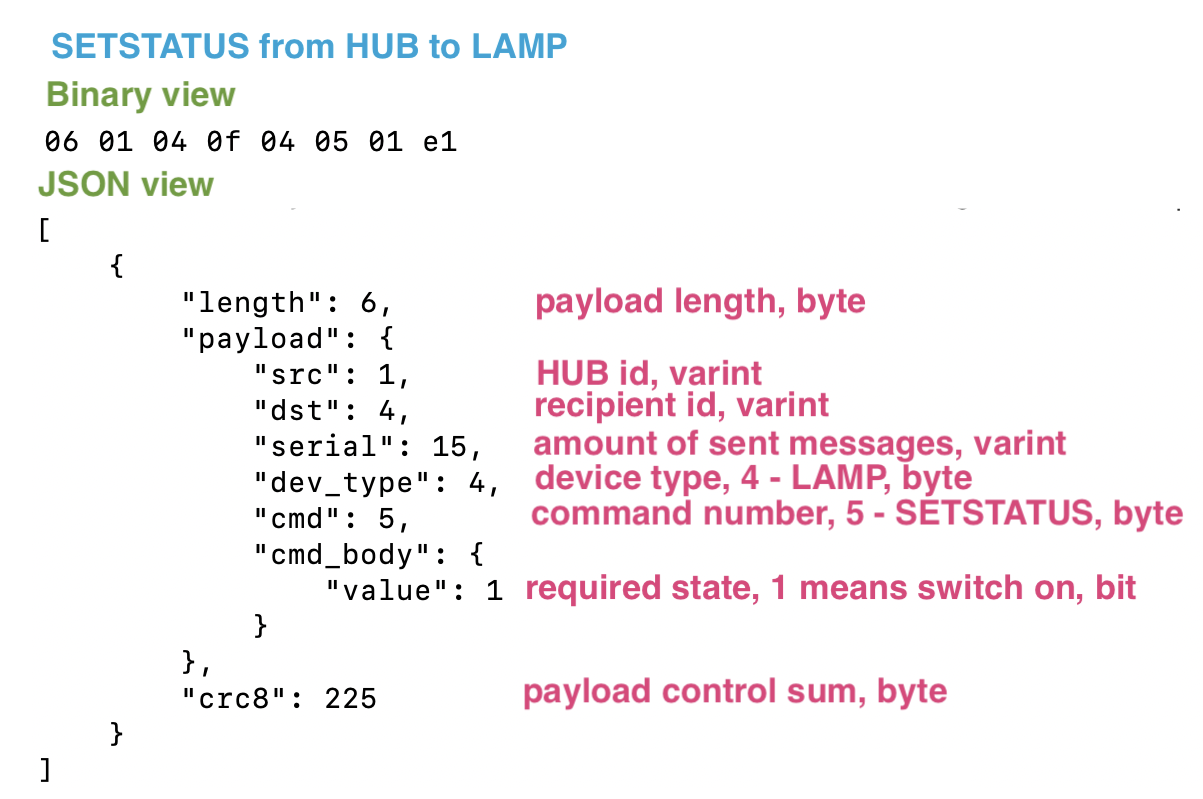 SETSTATUS from HUB to LAMP
Binary view
06 01 04 0f 04 05 01 e1
JSON view
[
{
"length": 6, payload length, byte
"payload": {
"src": 1, HUB id, varint
"dst": 4, recipient id, varint
"serial": 15, amount of sent messages, varint
"dev_type": 4, device type, 4 - LAMP, byte
"cmd": 5, command number, 5 - SETSTATUS, byte
"cmd_body": {
"value": 1 required state, 1 means switch on, bit
}
},
"crc8": 225 payload control sum, byte
}
]